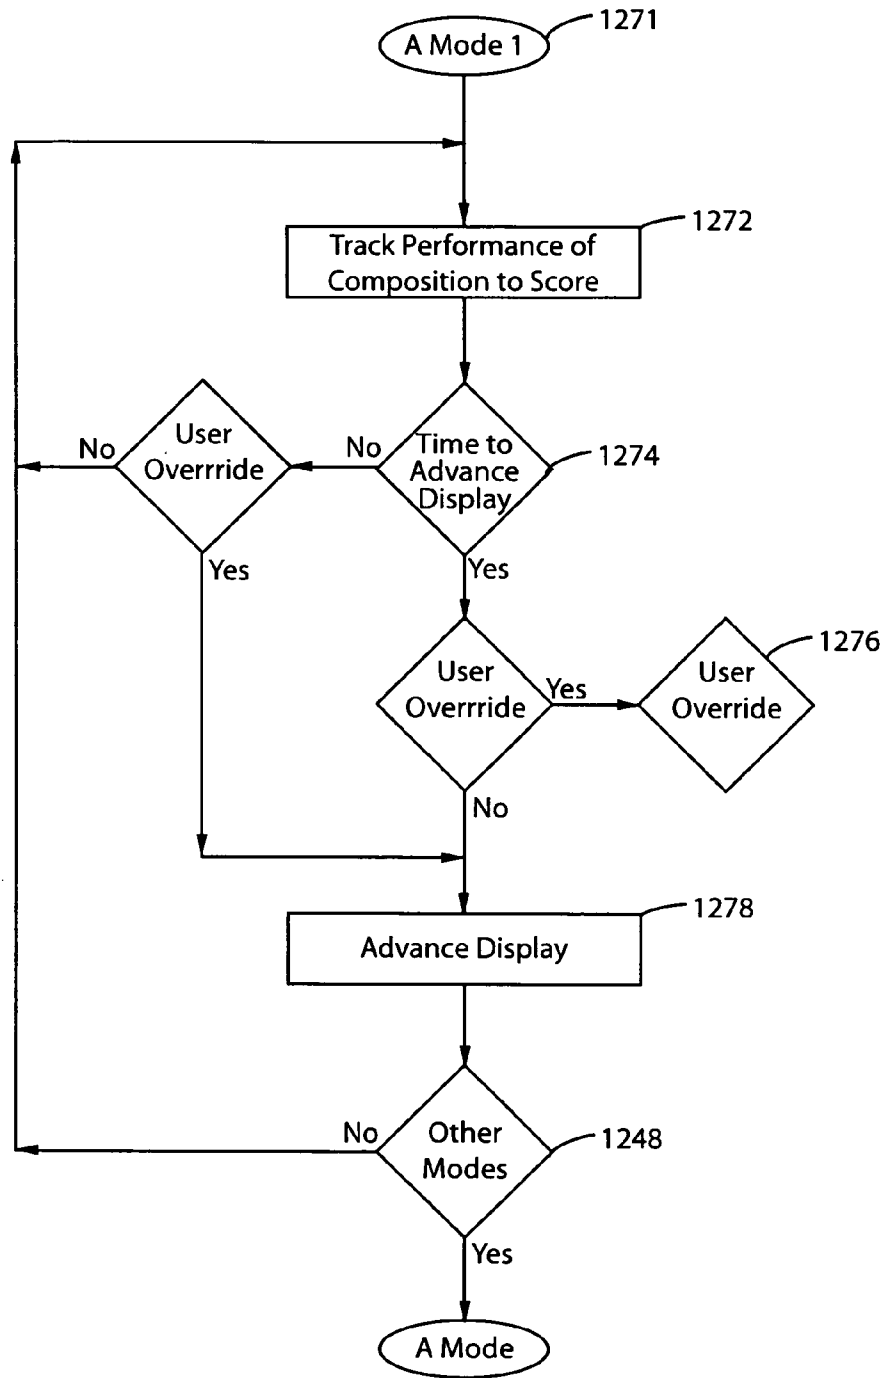 A Mode 1
1271
1272
Track Performance of
Composition to Score
User
Overrride
No
No
Time to
Advance
Display
1274
Yes
Yes
User
Overrride
Yes
1276
User
Override
No
1278
Advance Display
No
Other
Modes
1248
Yes
A Mode